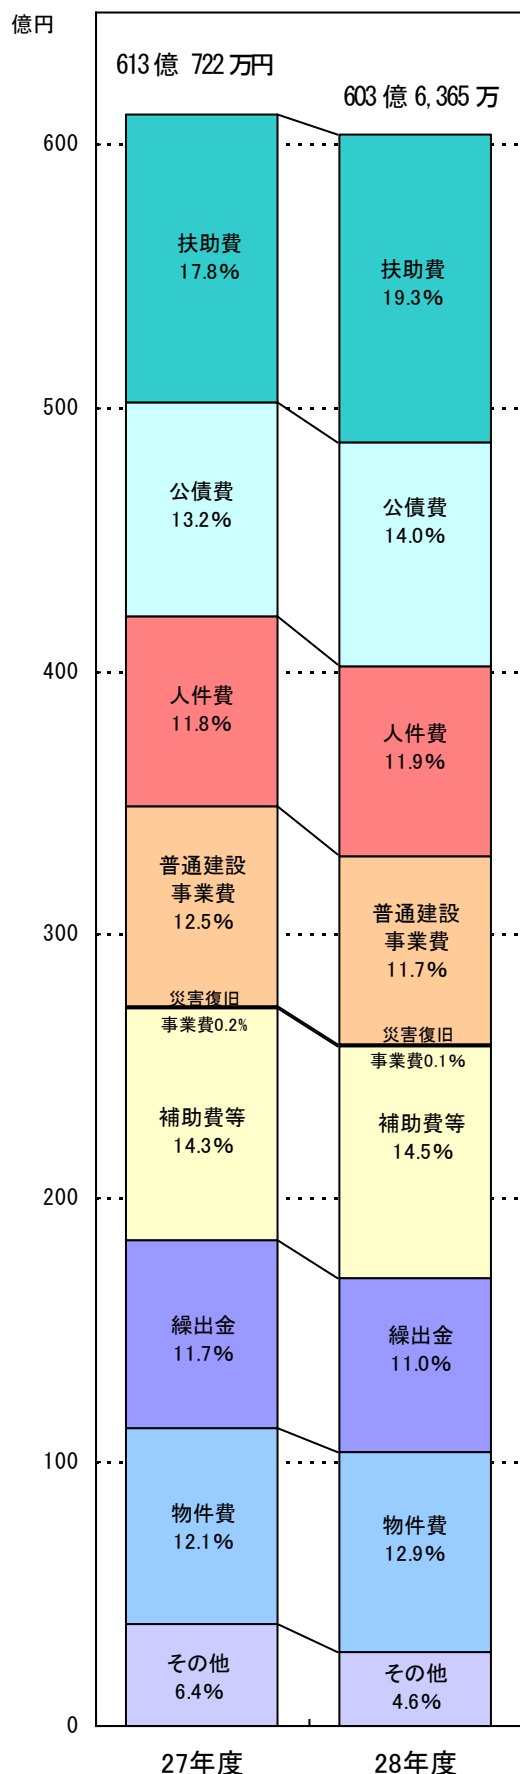 億円
613億 722万円
603億6,365万
600
扶助費
17.8%
扶助費
19.3%
500
公債費
13.2%
公債費
14.0%
400
人件費
11.8%
人件費
11.9%
普通建設
事業費
12.5%
普通建設
事業費
11.7%
300
災害復旧
事業費0.2%
災害復旧
事業費0.1%
補助費等
14.3%
補助費等
14.5%
200
繰出金
11.7%
繰出金
11.0%
100
物件費
12.1%
物件費
12.9%
その他
6.4%
その他
4.6%
0
27年度
28年度